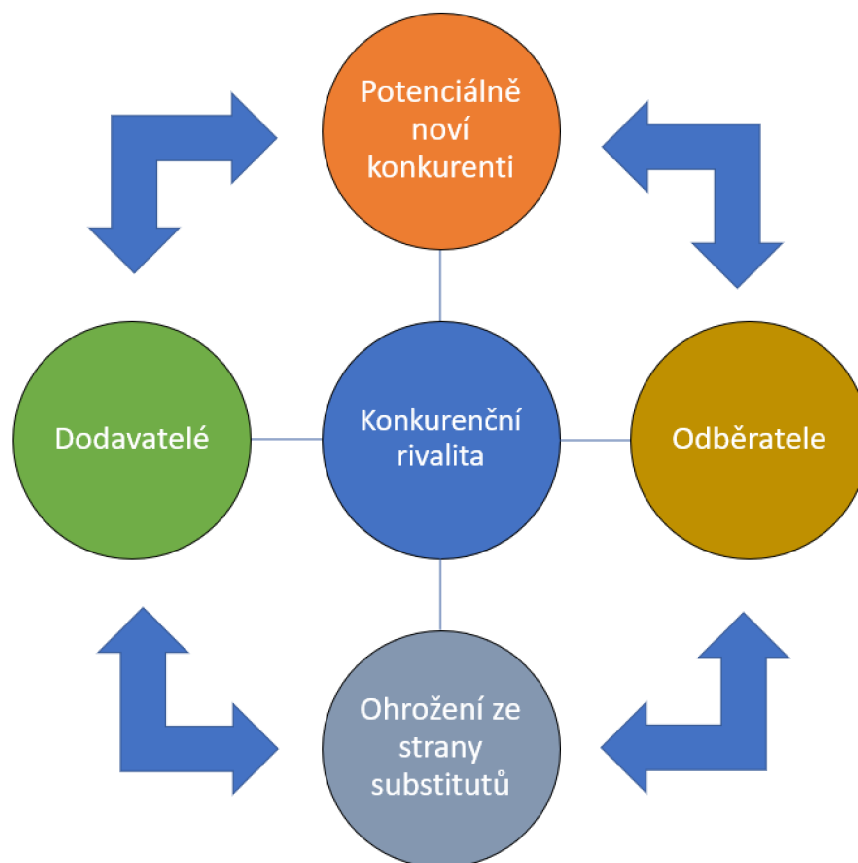 Potenciálně
noví
konkurenti
Dodavatelé
Konkurenční
rivalita
Odběratele
Ohrožení ze
strany
substitutů